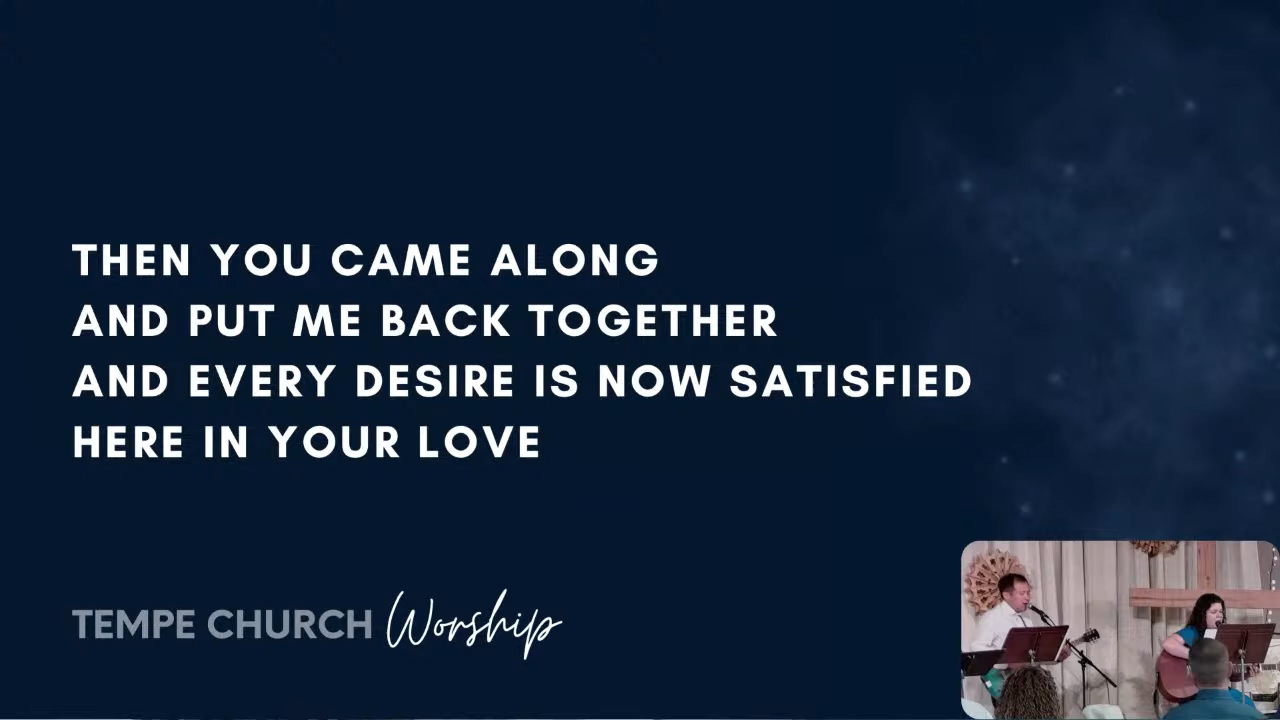 THEN YOU CAME ALONG
AND PUT ME BACK TOGETHER
AND EVERY DESIRE IS NOW SATISFIED
HERE IN YOUR LOVE
TEMPE CHURCH Worship